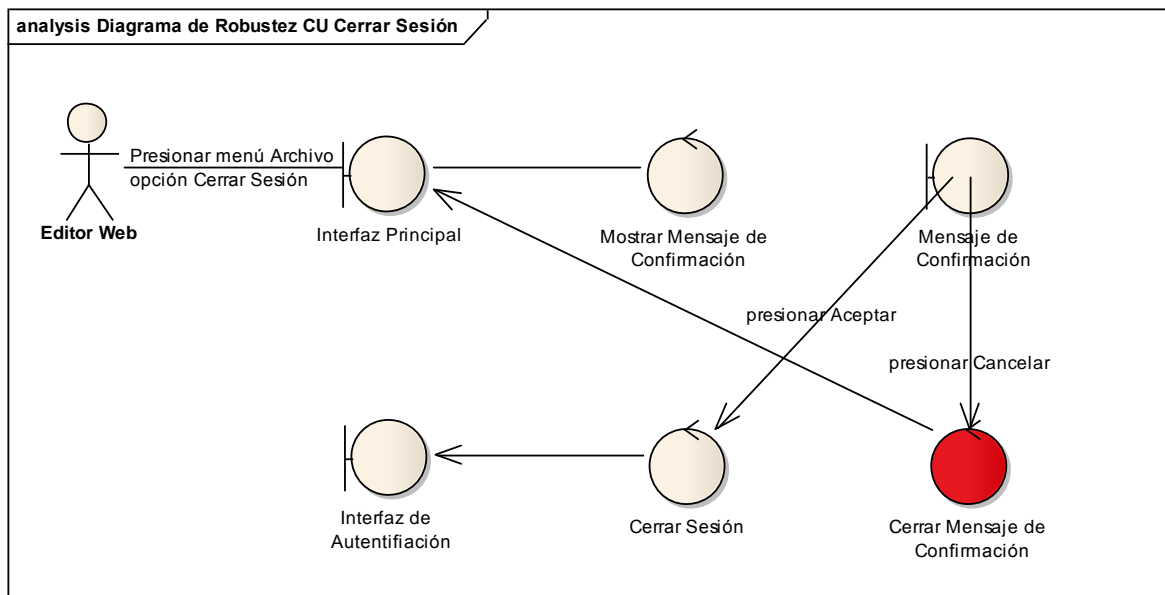 analysis Diagrama de Robustez CU Cerrar Sesión
Presionar menú Archivo
opción Cerrar Sesión
Editor Web
Interfaz Principal
Mostrar Mensaje de
Confirmación
Mensaje de
Confirmación
presionar Aceptar
presionar Cancelar
Interfaz de
Autentifiación
Cerrar Sesión
Cerrar Mensaje de
Confirmación